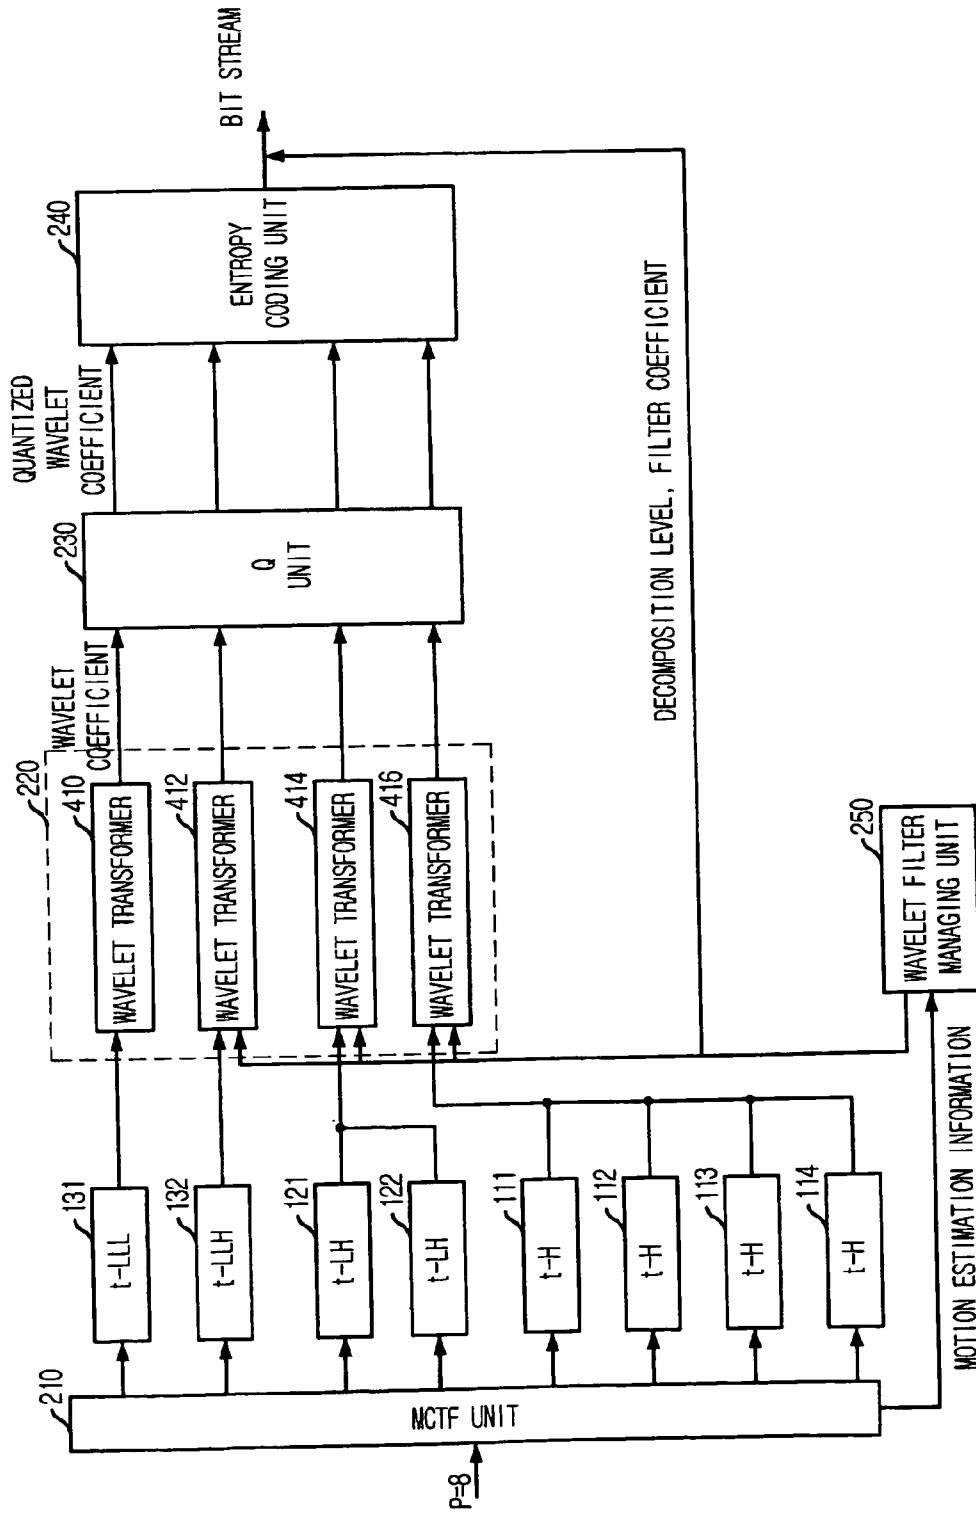 P=8
210
MCTF UNIT
131
t-LLL
132
t-LLH
121
t-LH
122
t-LH
111
t-H
112
t-H
113
t-H
114
t-H
MOTION ESTIMATION INFORMATION
220
410
WAVELET TRANSFORMER
412
WAVELET TRANSFORMER
414
WAVELET TRANSFORMER
416
WAVELET TRANSFORMER
250
WAVELET FILTER
MANAGING UNIT
WAVELET
COEFFICIENT
230
Q
UNIT
QUANTIZED
WAVELET
COEFFICIENT
240
ENTROPY
CODING UNIT
DECOMPOSITION LEVEL, FILTER COEFFICIENT
BIT STREAM